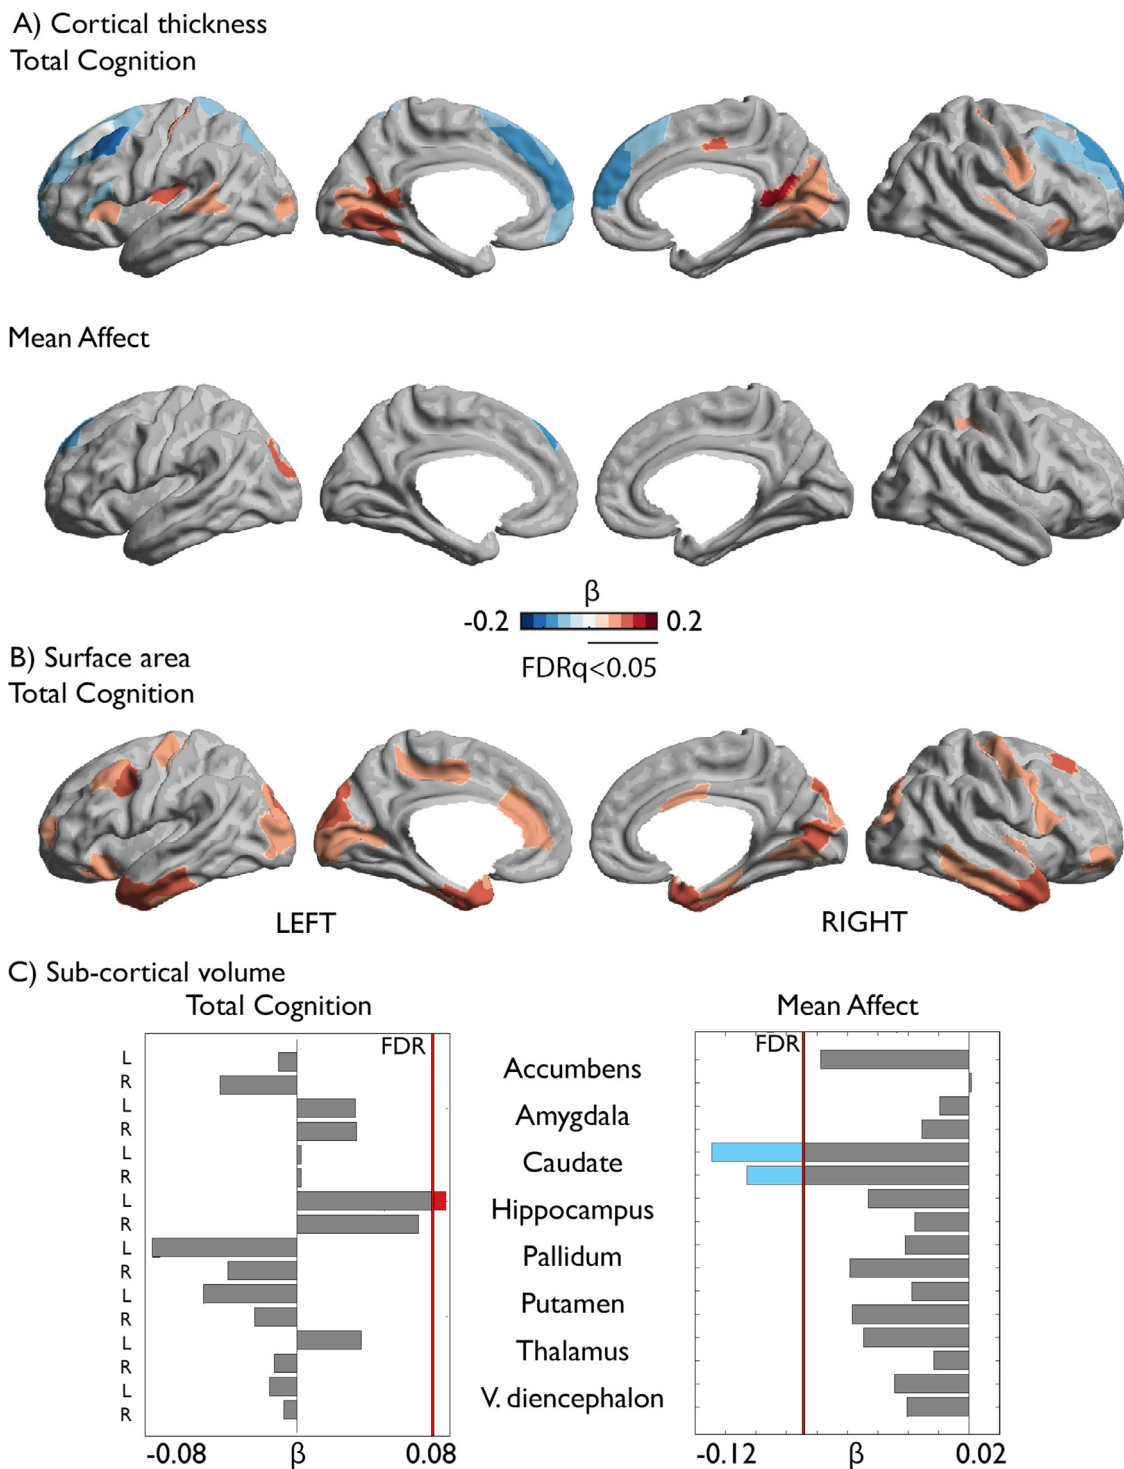 A) Cortical thickness
Total Cognition
Mean Affect
β
-0.2 0.2
FDRq<0.05
B) Surface area
Total Cognition
LEFT RIGHT
C) Sub-cortical volume
Total Cognition Mean Affect
FDR FDR
L
Accumbens
R
L
Amygdala
R
L
Caudate
R
L
Hippocampus
R
L
Pallidum
R
L
Putamen
R
L
Thalamus
R
L
V. diencephalon
R
-0.08 β 0.08 -0.12 β 0.02